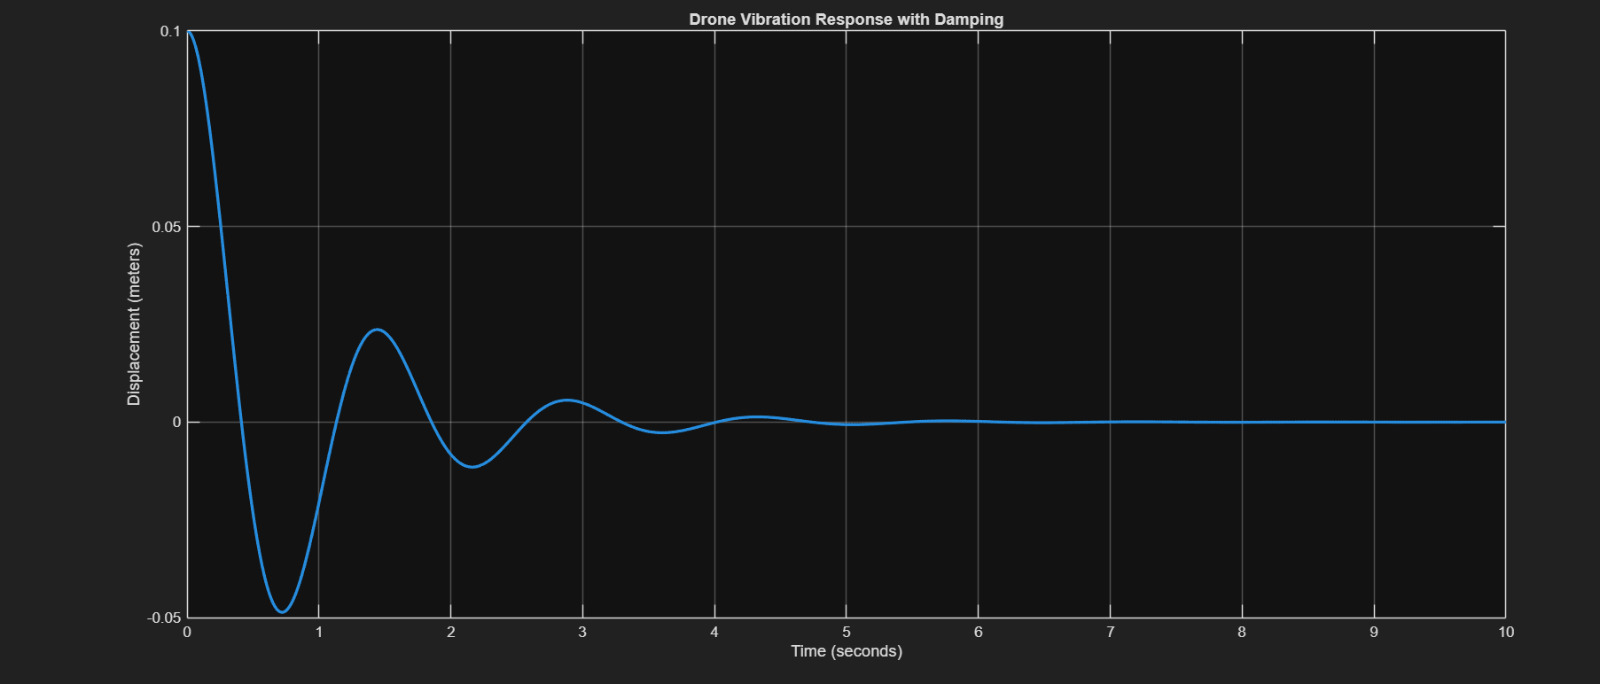 Drone Vibration Response with Damping
0.1
0.05
0
-0.05
Displacement (meters)
0 1 2 3 4 5 6 7 8 9 10
Time (seconds)